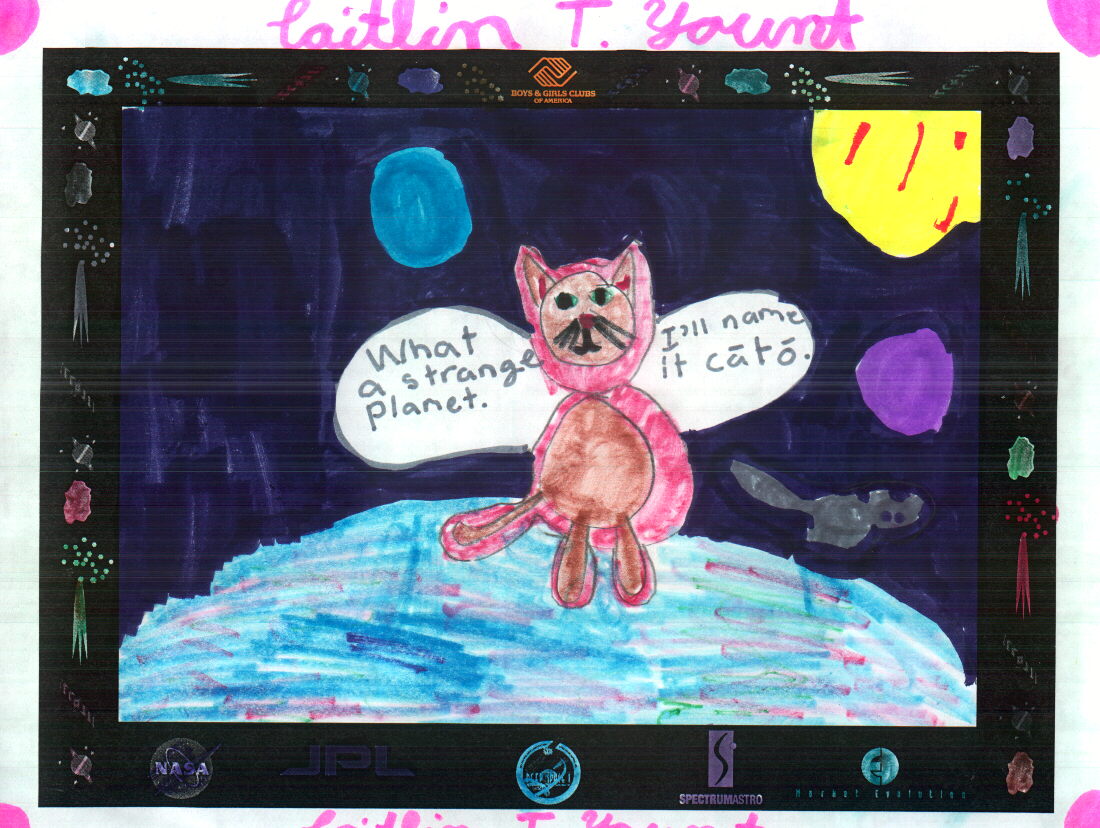 Caitlin T. Yount
BOYS & GIRLS CLUBS
OF AMERICA
What
a strange
planet.
I'll name
it cātō.
NASA
JPL
DEEP SPACE 1
SPECTRUMASTRO
Market Evolution
Caitlin T. Yount